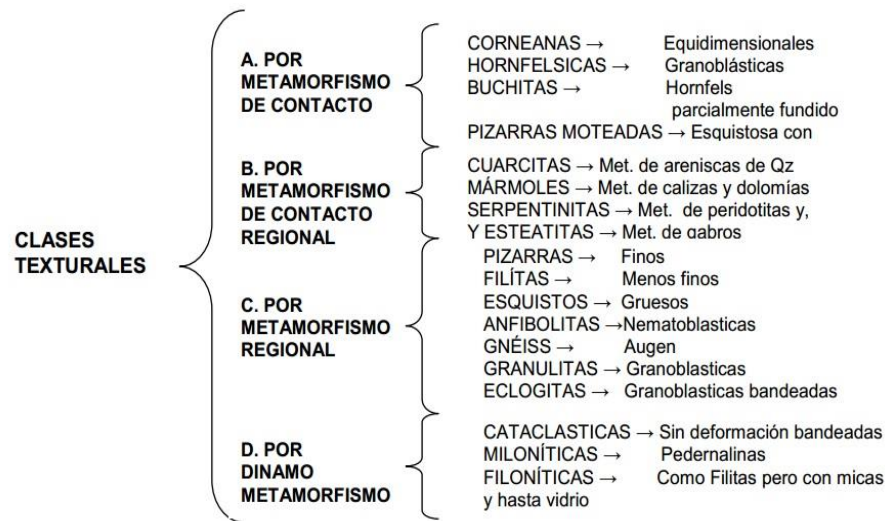 CLASES
TEXTURALES
A. POR
METAMORFISMO
DE CONTACTO
CORNEANAS → Equidimensionales
HORNFELSICAS → Granoblásticas
BUCHITAS → Hornfels
parcialmente fundido
PIZARRAS MOTEADAS → Esquistosa con
B. POR
METAMORFISMO
DE CONTACTO
REGIONAL
CUARCITAS → Met. de areniscas de Qz
MÁRMOLES → Met. de calizas y dolomías
SERPENTINITAS → Met. de peridotitas y,
Y ESTEATITAS → Met. de gabros
C. POR
METAMORFISMO
REGIONAL
PIZARRAS → Finos
FILÍTAS → Menos finos
ESQUISTOS → Gruesos
ANFIBOLITAS →Nematoblasticas
GNÉISS → Augen
GRANULITAS → Granoblasticas
ECLOGITAS → Granoblasticas bandeadas
D. POR
DINAMO
METAMORFISMO
CATACLASTICAS → Sin deformación bandeadas
MILONÍTICAS → Pedernalinas
FILONÍTICAS → Como Filitas pero con micas
y hasta vidrio